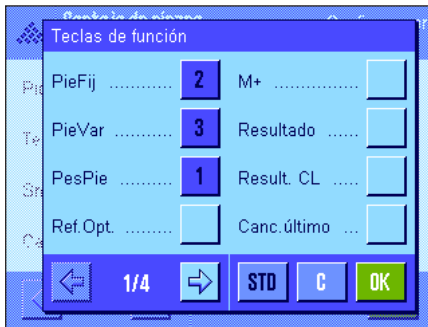 Teclas de función
PieFij ........... 2
M+ ...............
PieVar .......... 3
Resultado ......
PesPie .......... 1
Result. CL .....
Ref.Opt. ........
Canc.último ...
1/4
STD
C
OK